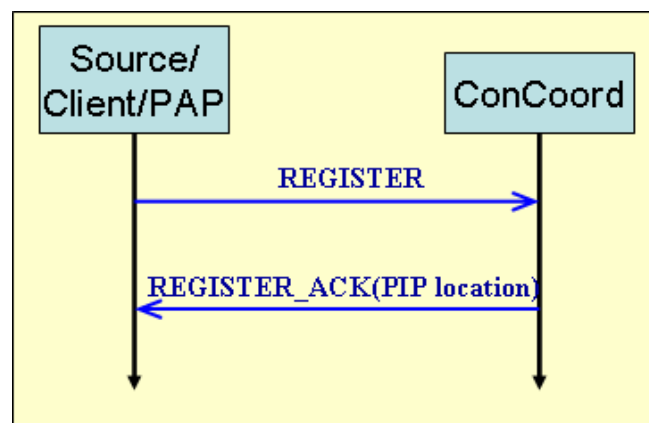 Source/
Client/PAP
ConCoord
REGISTER
REGISTER_ACK(PIP location)